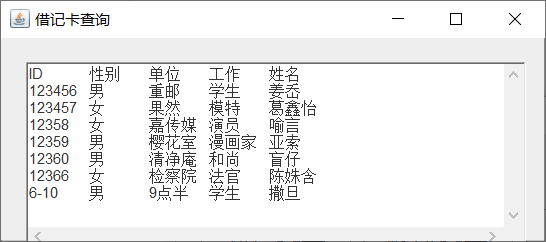 借记卡查询
ID 性别 单位 工作 姓名
123456 男 重邮 学生 姜岙
123457 女 果然 模特 葛鑫怡
12358 女 嘉传媒 演员 喻言
12359 男 樱花室 漫画家 亚索
12360 男 清净庵 和尚 盲仔
12366 女 检察院 法官 陈姝含
6-10 男 9点半 学生 撒旦